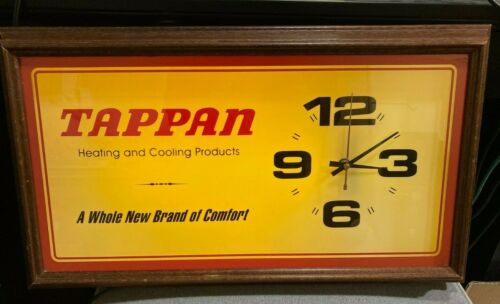 TAPPAN
Heating and Cooling Products
A Whole New Brand of Comfort
12
9 3
6